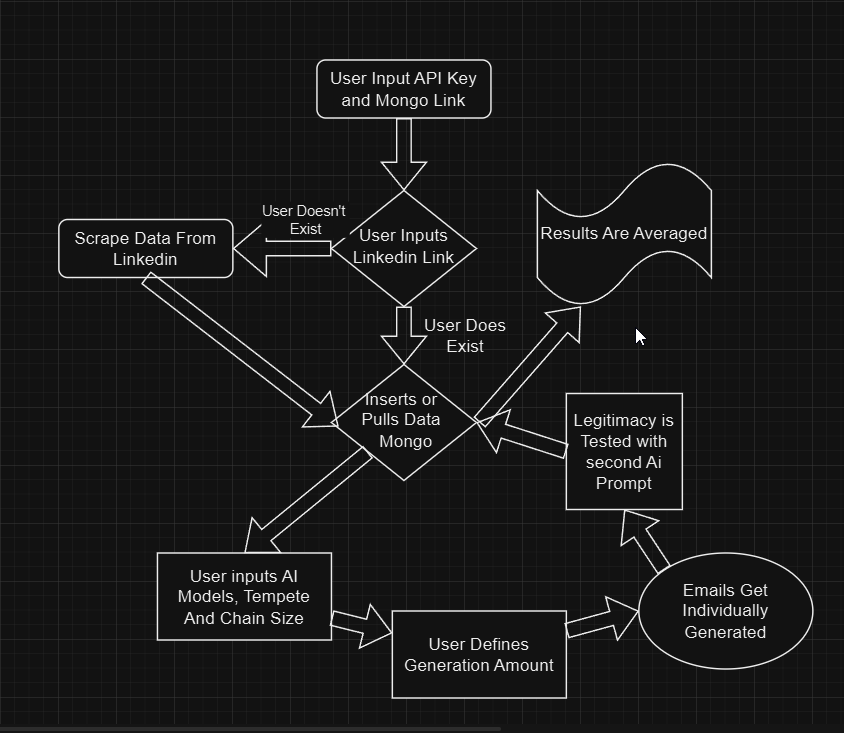 User Input API Key
and Mongo Link
User Doesn't
Exist
User Inputs
Linkedin Link
Scrape Data From
Linkedin
Results Are Averaged
User Does
Exist
Inserts or
Pulls Data
Mongo
Legitimacy is
Tested with
second Ai
Prompt
User inputs AI
Models, Tempete
And Chain Size
User Defines
Generation Amount
Emails Get
Individually
Generated